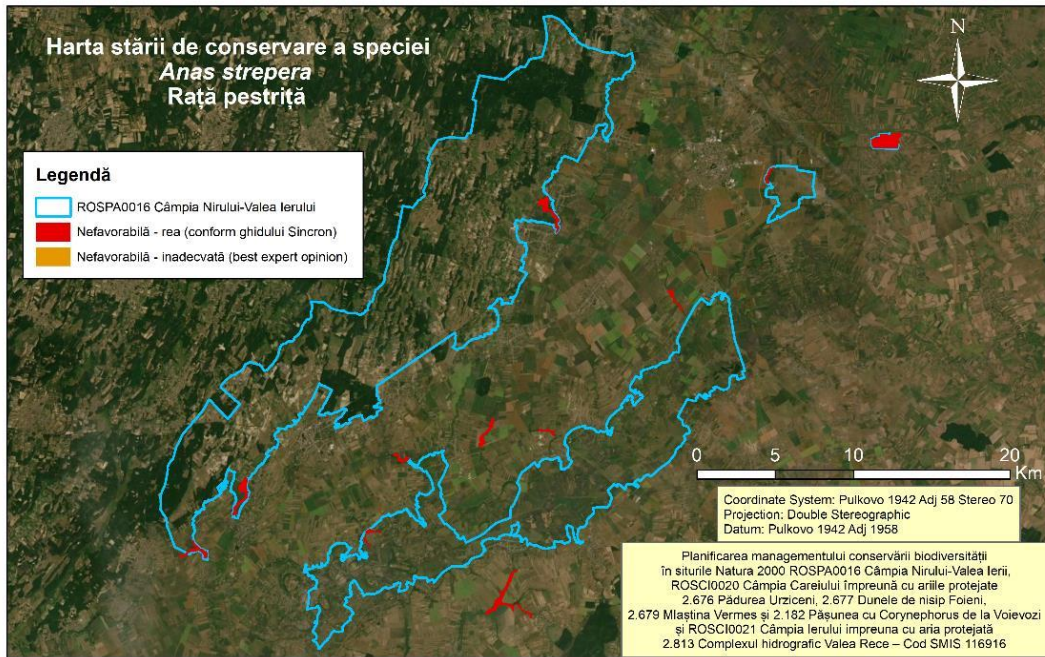 Harta stării de conservare a speciei
Anas strepera
Rață pestriță
N
Legendă
ROSPA0016 Câmpia Nirului-Valea Ierului
Nefavorabilă - rea (conform ghidului Sincron)
Nefavorabilă - inadecvată (best expert opinion)
0 5 10 20
Km
Coordinate System: Pulkovo 1942 Adj 58 Stereo 70
Projection: Double Stereographic
Datum: Pulkovo 1942 Adj 1958
Planificarea managementului conservării biodiversității
în siturile Natura 2000 ROSPA0016 Câmpia Nirului-Valea Ierii,
ROSCI0020 Câmpia Careiului împreună cu ariile protejate
2.676 Pădurea Urziceni, 2.677 Dunele de nisip Foieni,
2.679 Mlaștina Vermeș și 2.182 Pășunea cu Corynephorus de la Voievozi
și ROSCI0021 Câmpia Ierului impreuna cu aria protejată
2.813 Complexul hidrografic Valea Rece – Cod SMIS 116916